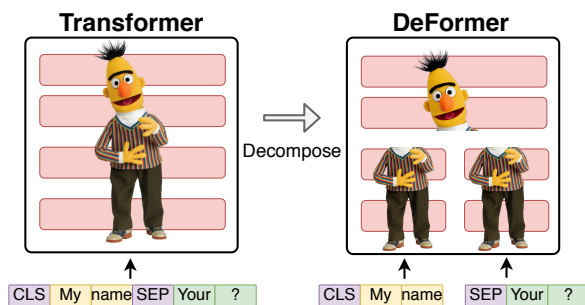 Transformer
DeFormer
Decompose
CLS My name SEP Your ?
CLS My name
SEP Your ?